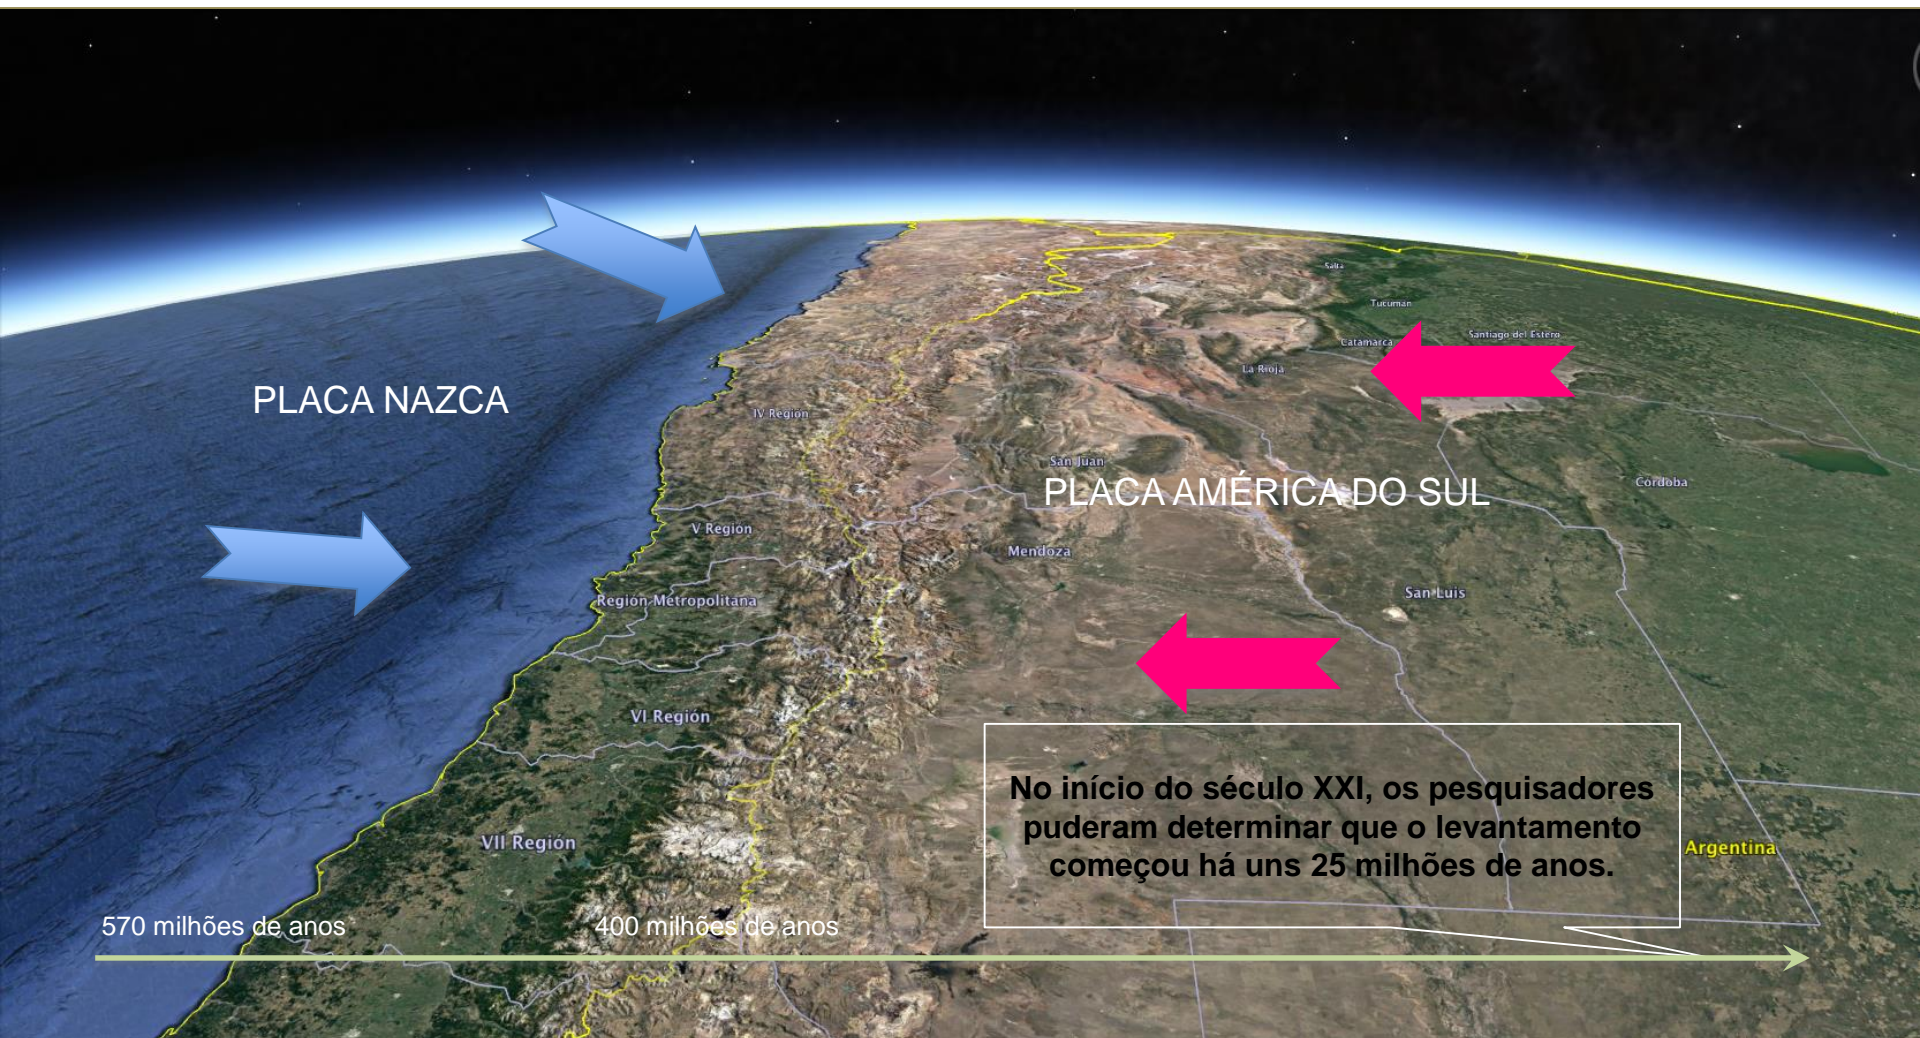 Salta
Tucumán
Santiago del Estero
Catamarca
La Rioja
PLACA NAZCA
IV Región
San Juan
PLACA AMÉRICA DO SUL
Córdoba
V Región
Mendoza
Región Metropolitana
San Luis
VI Región
No início do século XXI, os pesquisadores
puderam determinar que o levantamento
começou há uns 25 milhões de anos.
VII Región
Argentina
570 milhões de anos
400 milhões de anos